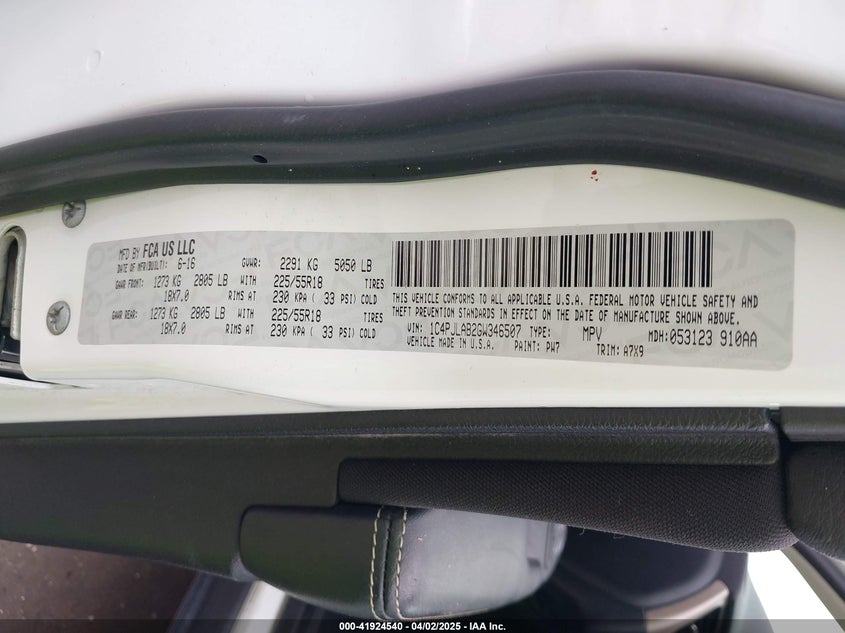 MFD BY FCA US LLC
DATE OF MFR(BUILT): 6-16 GVWR: 2291 KG 5050 LB
GAWR FRONT: 1273 KG 2805 LB WITH 225/55R18 TIRES
18X7.0 RIMS AT 230 KPA ( 33 PSI) COLD
GAWR REAR: 1273 KG 2805 LB WITH 225/55R18 TIRES
18X7.0 RIMS AT 230 KPA ( 33 PSI) COLD
THIS VEHICLE CONFORMS TO ALL APPLICABLE U.S.A. FEDERAL MOTOR VEHICLE SAFETY AND
THEFT PREVENTION STANDARDS IN EFFECT ON THE DATE OF MANUFACTURE SHOWN ABOVE.
VIN: 1C4PJLAB2GW346507 TYPE: MPV MDH: 053123 910AA
VEHICLE MADE IN U.S.A. PAINT: PW7 TRIM: A7X9
000-41924540 - 04/02/2025 - IAA Inc.